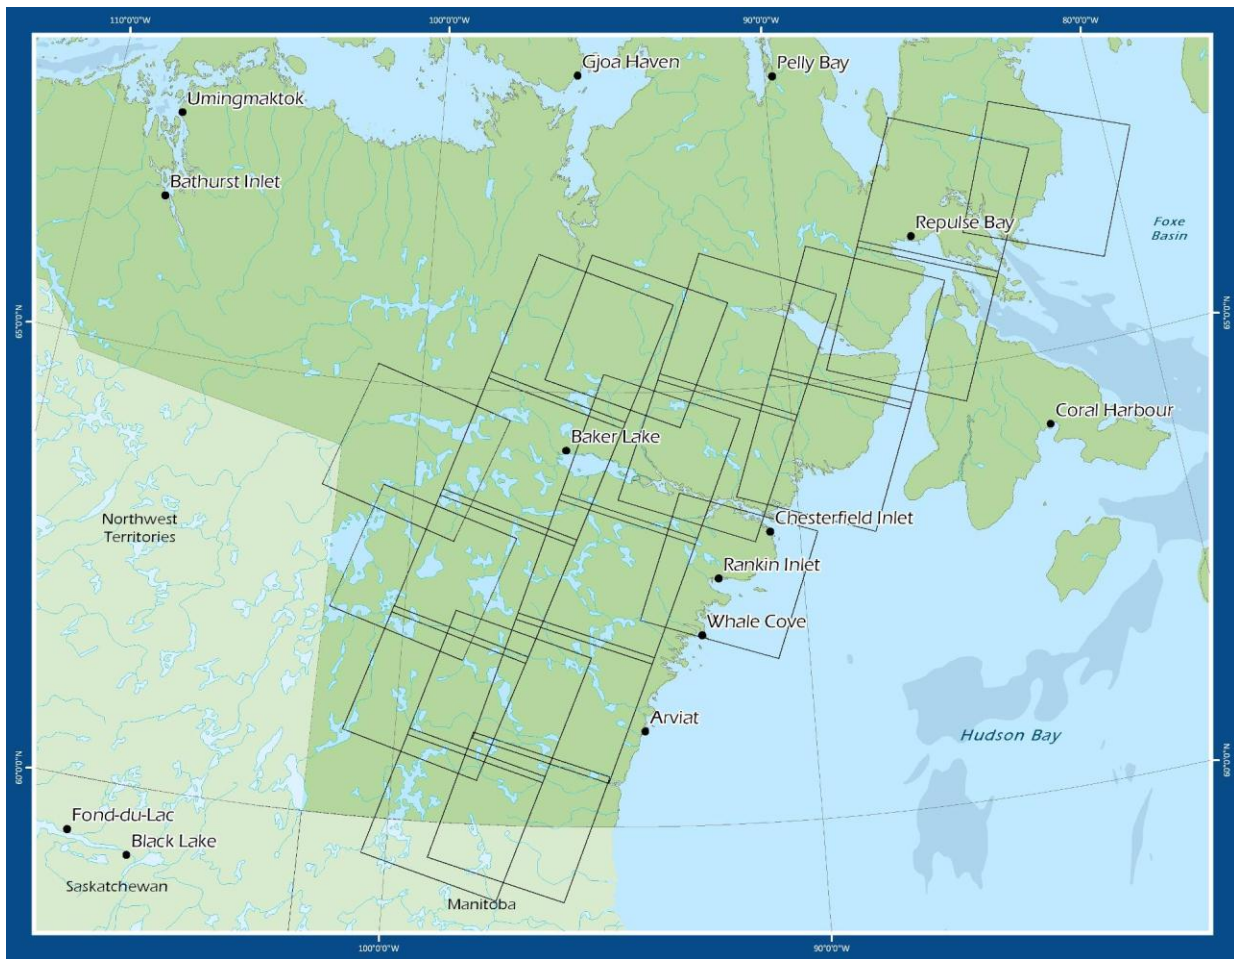 110°0'0"W
100°0'0"W
90°0'0"W
80°0'0"W
Gjoa Haven
Pelly Bay
Umingmaktok
Bathurst Inlet
Repulse Bay
Foxe
Basin
65°0'0"N
65°0'0"N
Coral Harbour
Baker Lake
Northwest
Territories
Chesterfield Inlet
Rankin Inlet
Whale Cove
Arviat
Hudson Bay
60°0'0"N
60°0'0"N
Fond-du-Lac
Black Lake
Saskatchewan
Manitoba
100°0'0"W
90°0'0"W